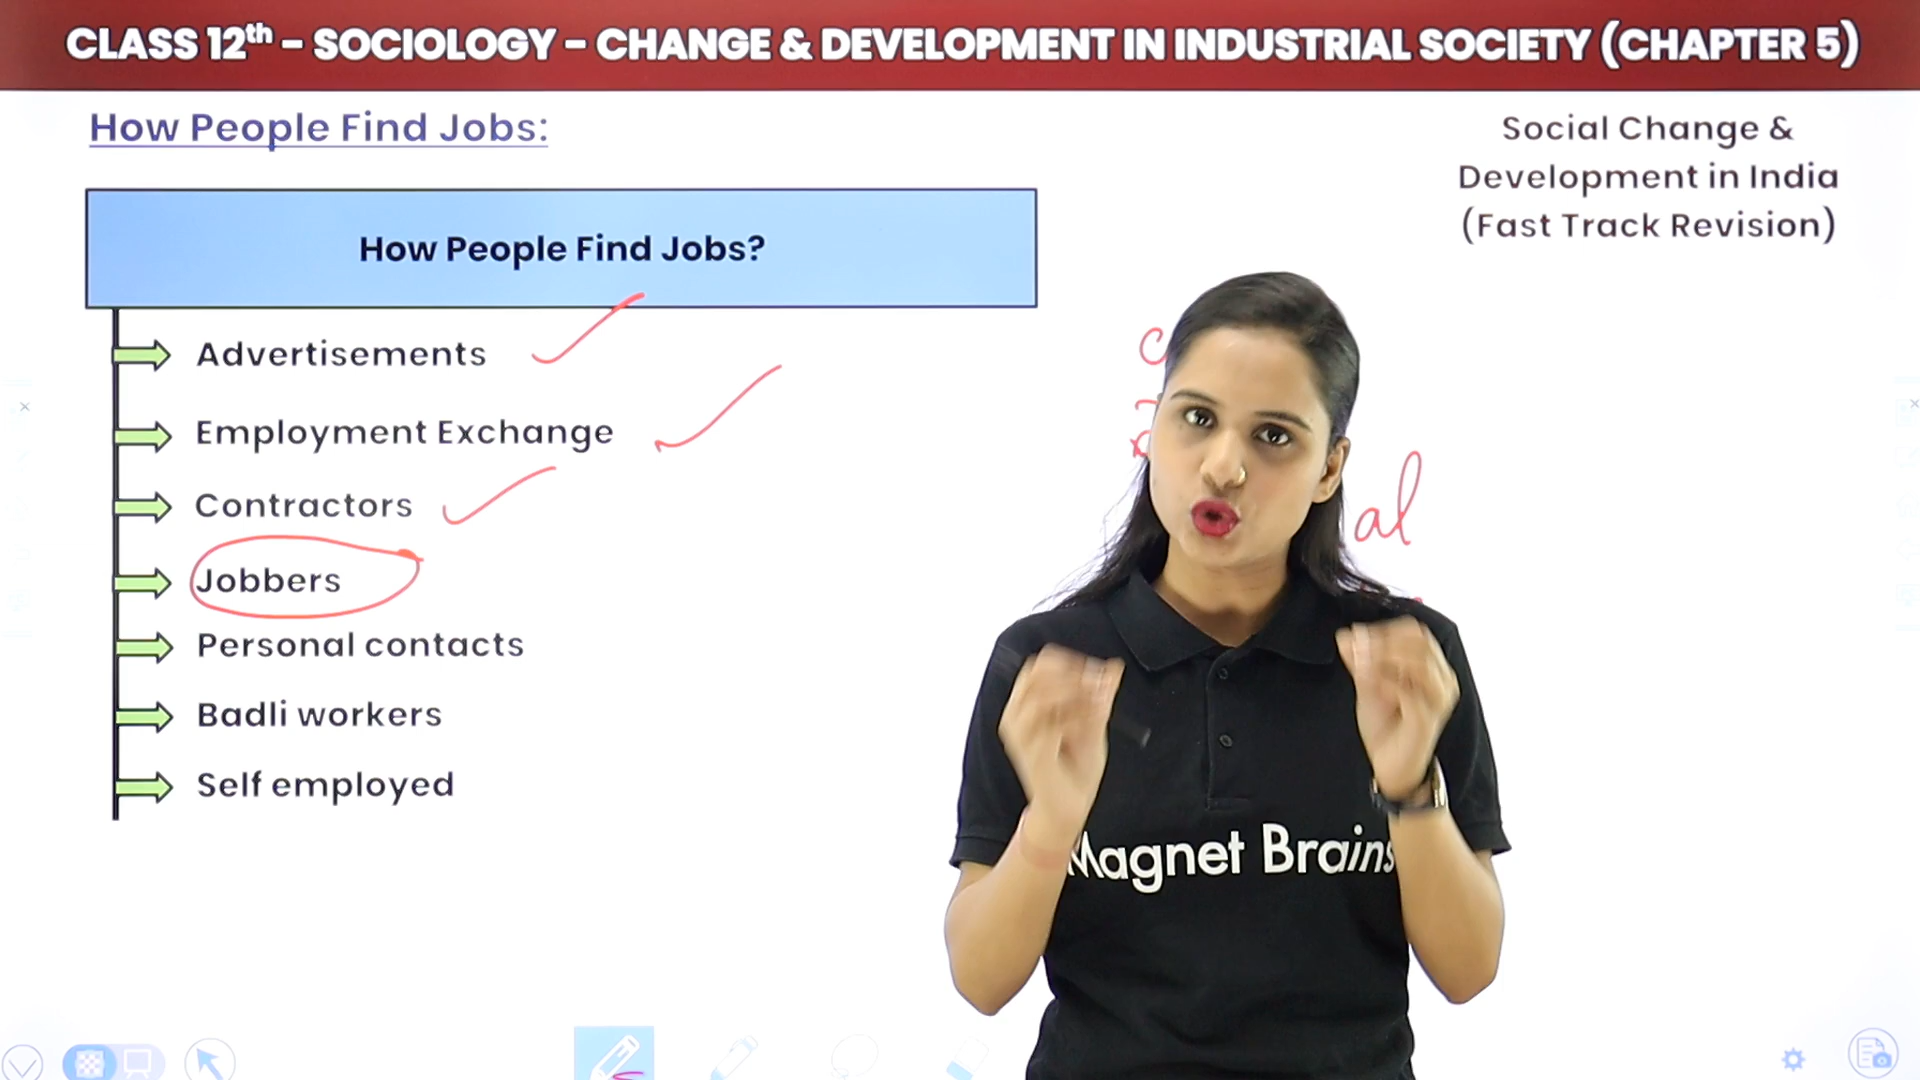 CLASS 12th – SOCIOLOGY – CHANGE & DEVELOPMENT IN INDUSTRIAL SOCIETY (CHAPTER 5)
How People Find Jobs:
Social Change &
Development in India
(Fast Track Revision)
How People Find Jobs?
Advertisements
Employment Exchange
Contractors
Jobbers
Personal contacts
Badli workers
Self employed
al
Magnet Brains